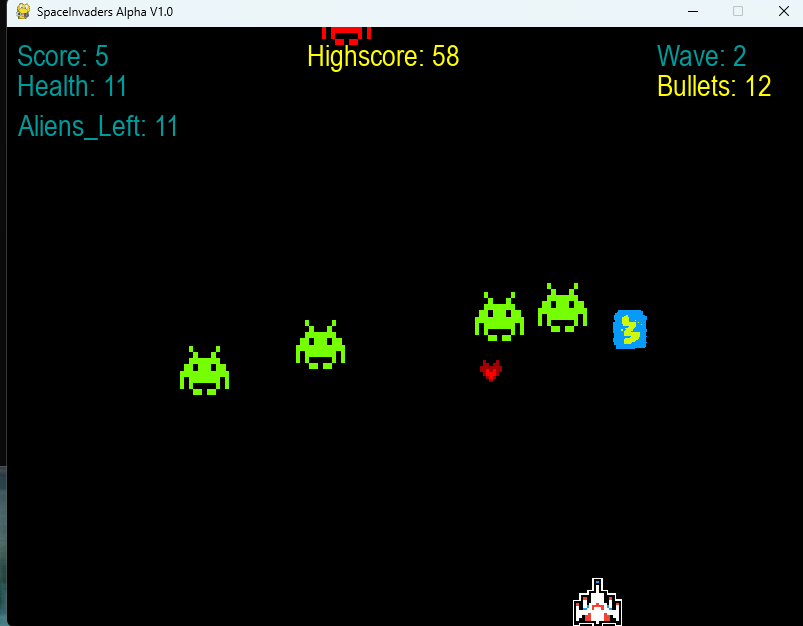 SpaceInvaders Alpha V1.0
Score: 5
Highscore: 58
Wave: 2
Health: 11
Bullets: 12
Aliens_Left: 11